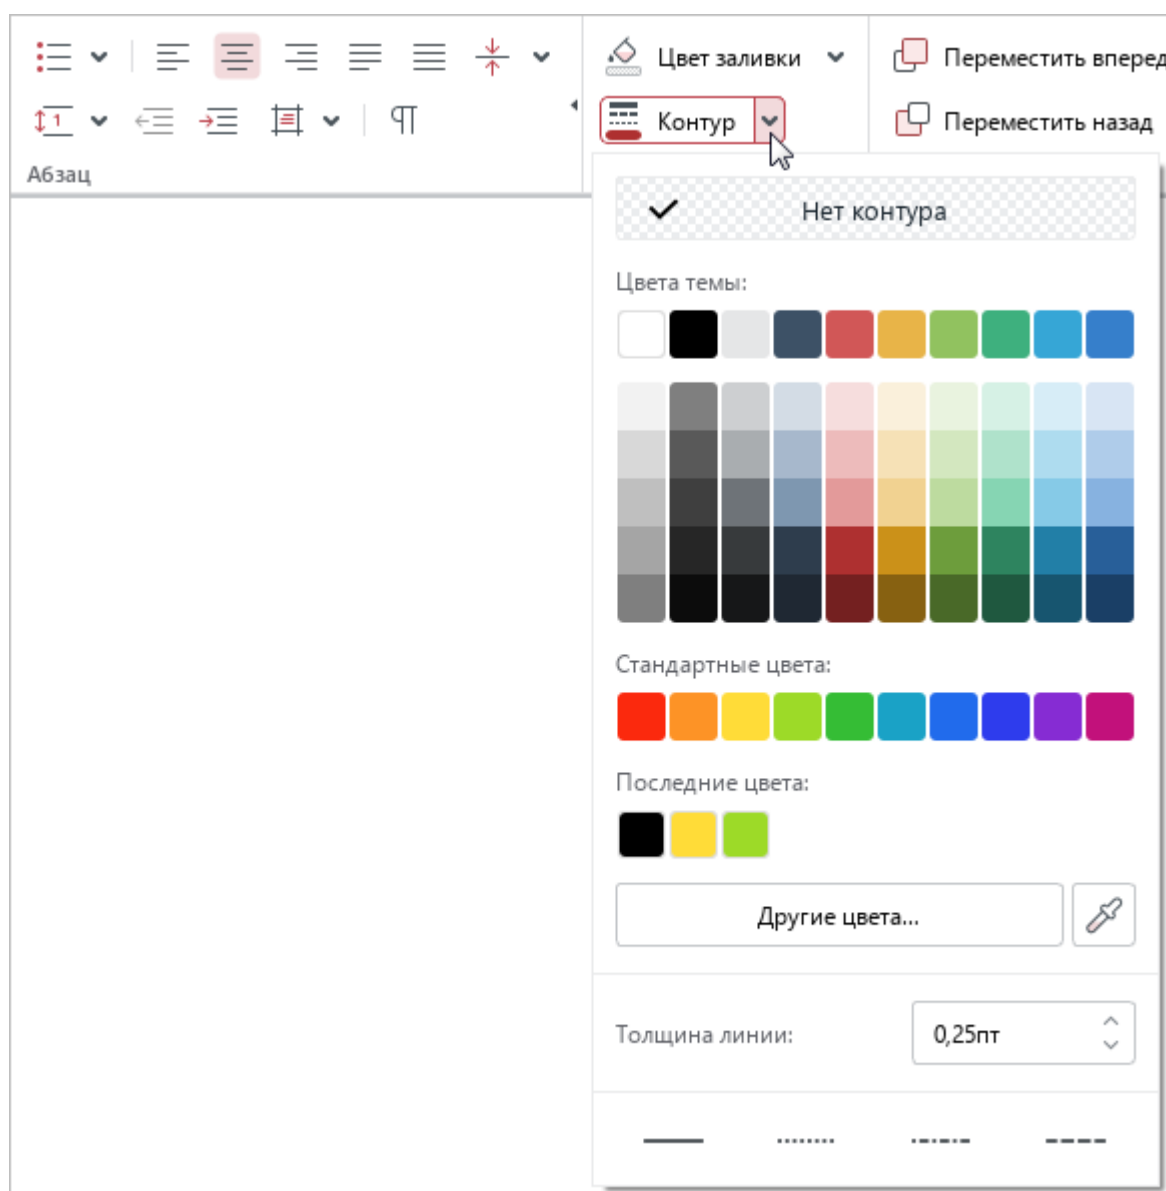 Цвет заливки
Переместить вперед
1
Контур
Переместить назад
Абзац
Нет контура
Цвета темы:
Стандартные цвета:
Последние цвета:
Другие цвета...
Толщина линии:
0,25пт